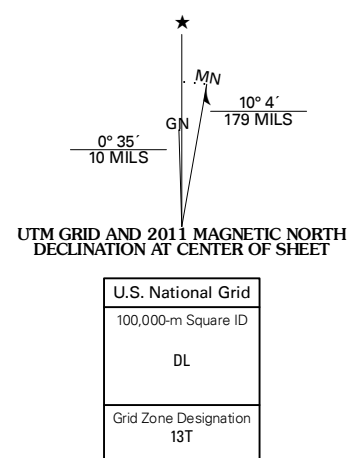 ★
MN
GN
10° 4´
179 MILS
0° 35´
10 MILS
UTM GRID AND 2011 MAGNETIC NORTH
DECLINATION AT CENTER OF SHEET
U.S. National Grid
100,000-m Square ID
DL
Grid Zone Designation
13T